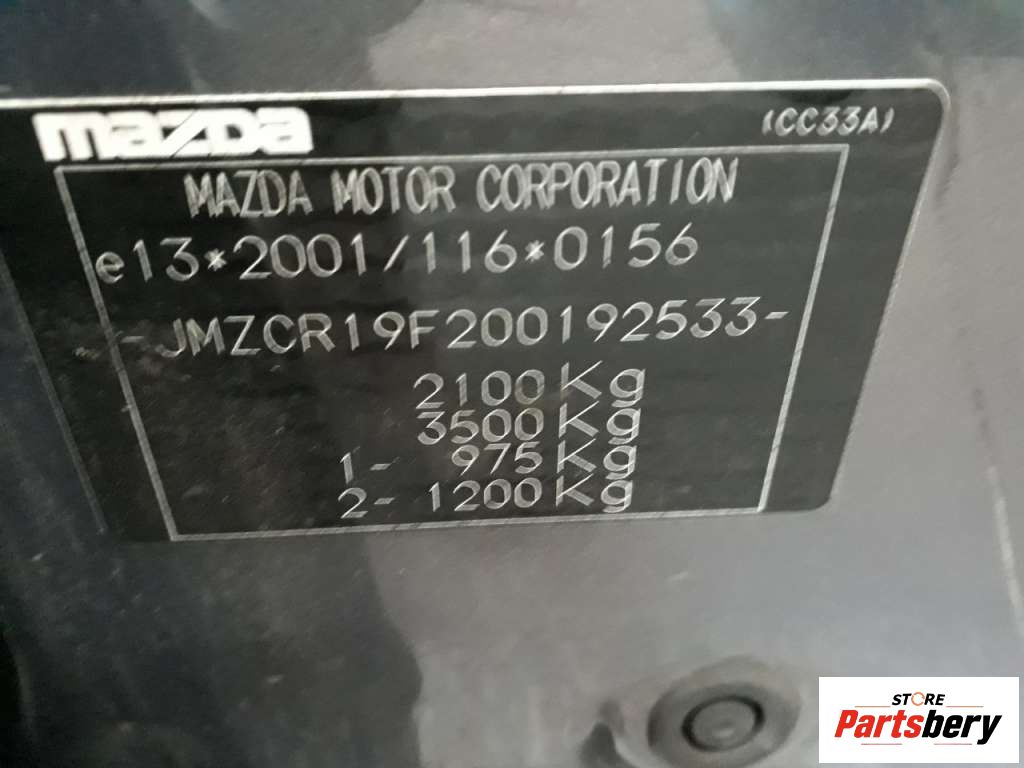 mazda
(CC33A)
MAZDA MOTOR CORPORATION
e13*2001/116*0156
-JMZCR19F200192533-
2100Kg
3500Kg
1- 975Kg
2- 1200Kg
STORE
Partsbery